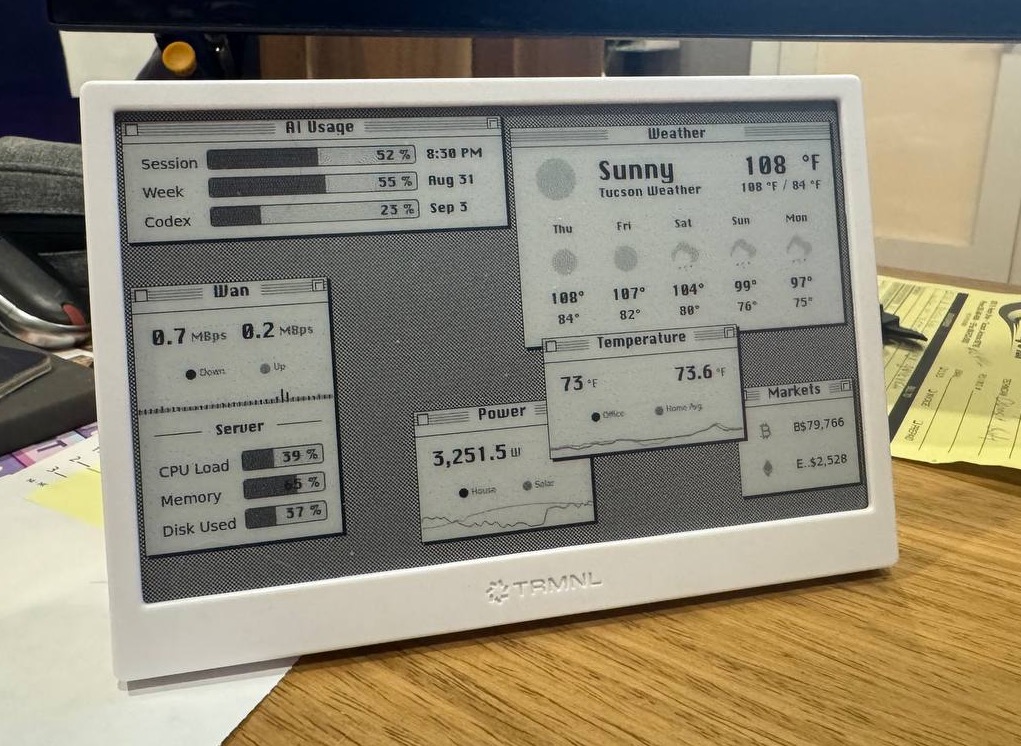 AI Usage
Session 52 % 8:30 PM
Week 55 % Aug 31
Codex 23 % Sep 3
Weather
Sunny 108 °F
Tucson Weather 108 °F / 84 °F
Thu Fri Sat Sun Mon
108° 107° 104° 99° 97°
84° 82° 80° 76° 75°
Wan
0.7 MBps 0.2 MBps
Down Up
Server
CPU Load 39 %
Memory 65 %
Disk Used 37 %
Power
3,251.5 W
House Solar
Temperature
73 °F 73.6 °F
Office Home Avg.
Markets
B$79,766
E..$2,528
TRMNL